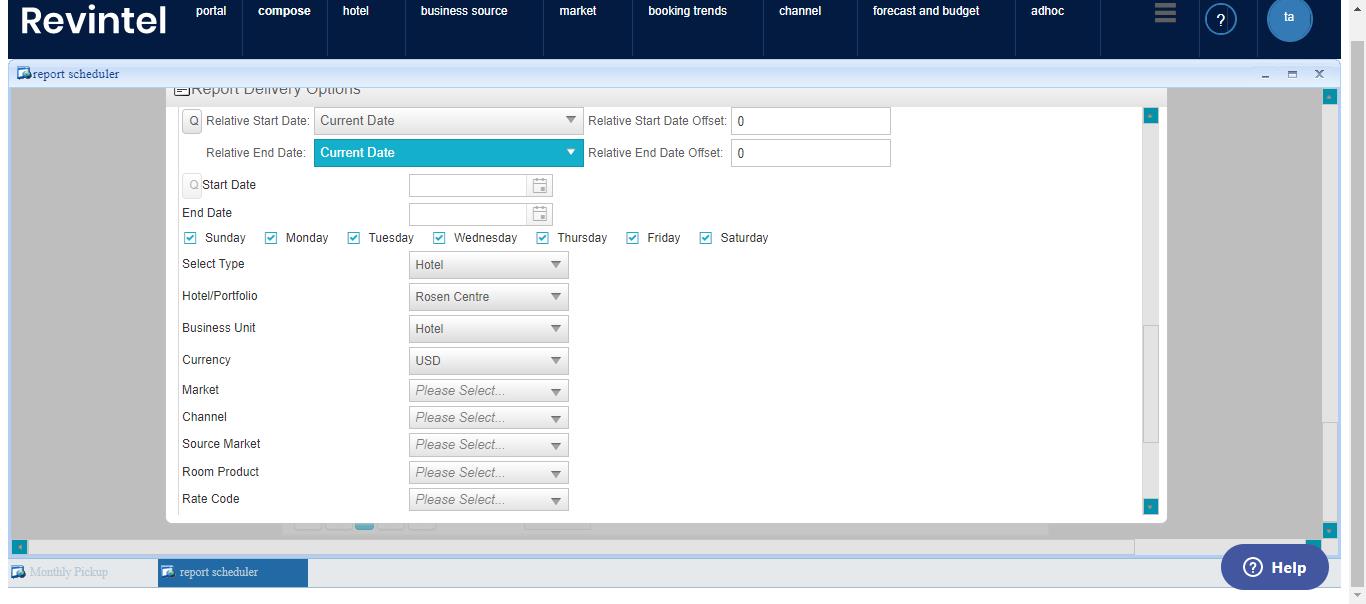 Revintel portal compose hotel business source market booking trends channel forecast and budget adhoc ? ta
report scheduler
Report Delivery Options
Q Relative Start Date: Current Date Relative Start Date Offset: 0
Relative End Date: Current Date Relative End Date Offset: 0
Q Start Date
End Date
Sunday Monday Tuesday Wednesday Thursday Friday Saturday
Select Type Hotel
Hotel/Portfolio Rosen Centre
Business Unit Hotel
Currency USD
Market Please Select...
Channel Please Select...
Source Market Please Select...
Room Product Please Select...
Rate Code Please Select...
? Help
Monthly Pickup report scheduler